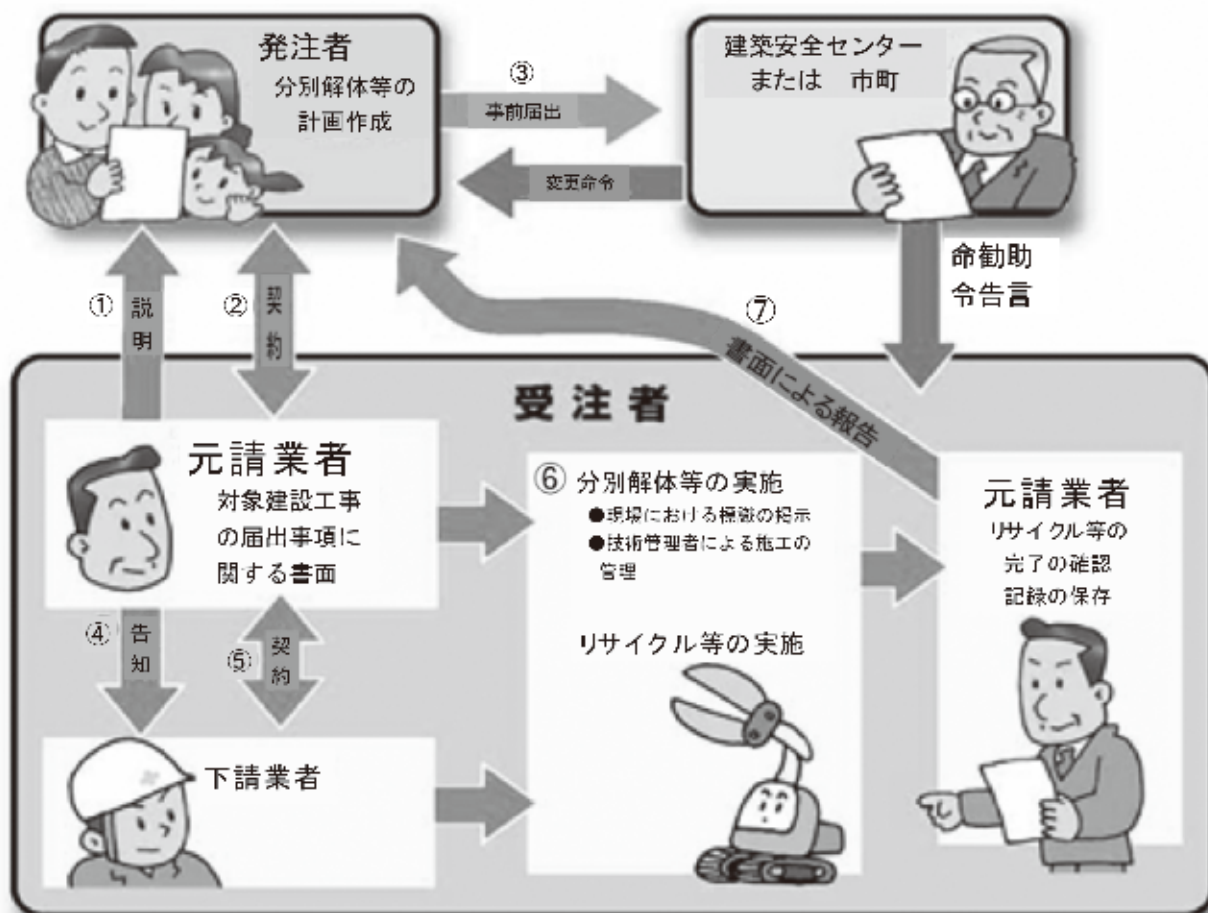 発注者
分別解体等の
計画作成
③
事前届出
変更命令
建築安全センター
または 市町
命勧助
令告言
①
説明
②
契約
⑦
書面による報告
受注者
元請業者
対象建設工事
の届出事項に
関する書面
④
告知
⑤
契約
下請業者
⑥ 分別解体等の実施
●現場における標識の掲示
●技術管理者による施工の
管理
リサイクル等の実施
元請業者
リサイクル等の
完了の確認
記録の保存